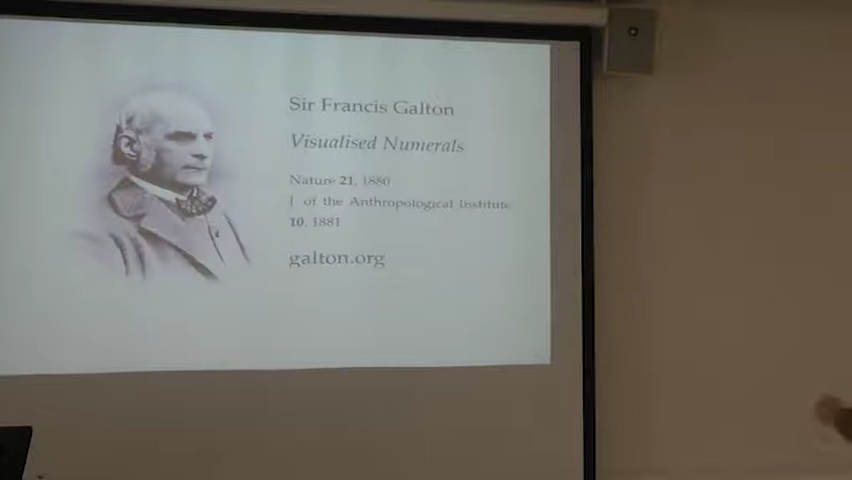 Sir Francis Galton
Visualised Numerals
Nature 21, 1880
J of the Anthropological Institute
10, 1881
galton.org